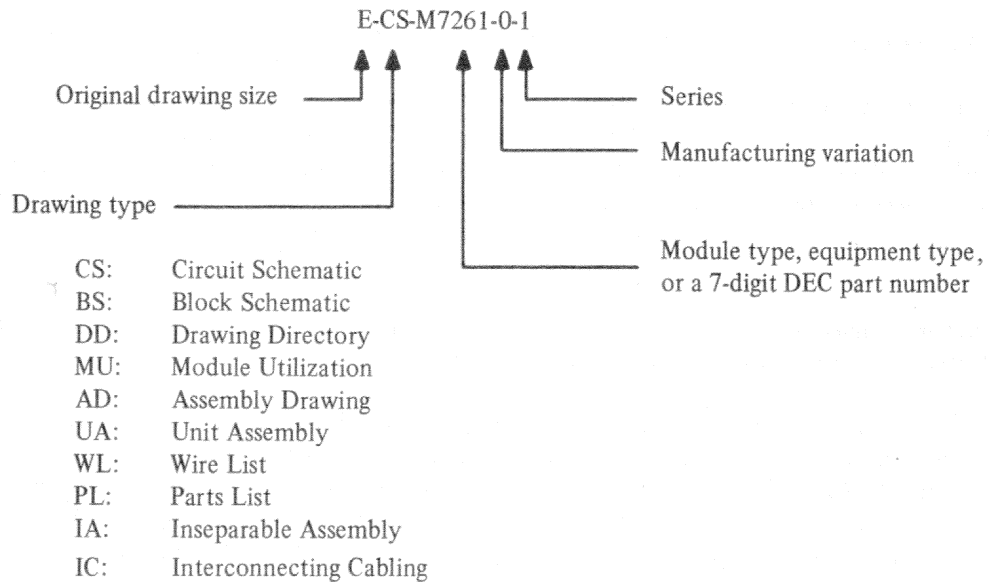 E-CS-M7261-0-1
Original drawing size
Series
Manufacturing variation
Drawing type
Module type, equipment type,
or a 7-digit DEC part number
CS: Circuit Schematic
BS: Block Schematic
DD: Drawing Directory
MU: Module Utilization
AD: Assembly Drawing
UA: Unit Assembly
WL: Wire List
PL: Parts List
IA: Inseparable Assembly
IC: Interconnecting Cabling